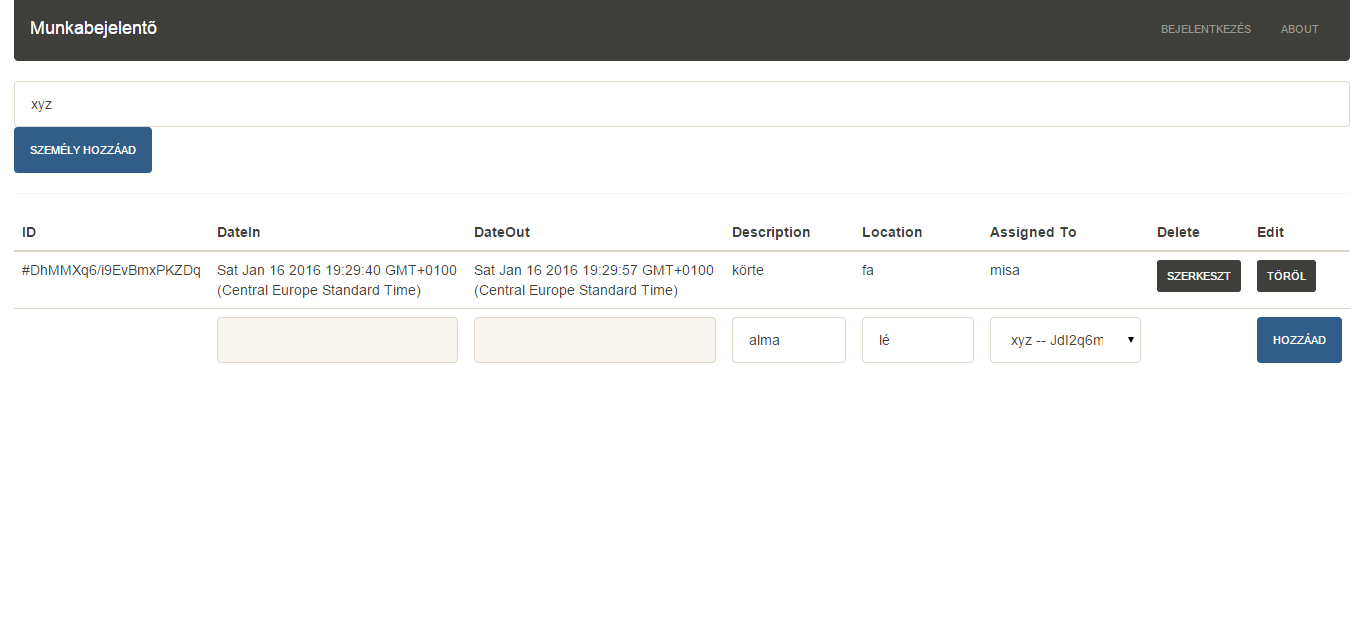 Munkabejelentő
BEJELENTKEZÉS ABOUT
xyz
SZEMÉLY HOZZÁAD
ID DateIn DateOut Description Location Assigned To Delete Edit
#DhMMXq6/i9EvBmxPKZDq Sat Jan 16 2016 19:29:40 GMT+0100 Sat Jan 16 2016 19:29:57 GMT+0100 körte fa misa SZERKESZT TÖRÖL
(Central Europe Standard Time) (Central Europe Standard Time)
alma lé xyz -- JdI2q6m HOZZÁAD